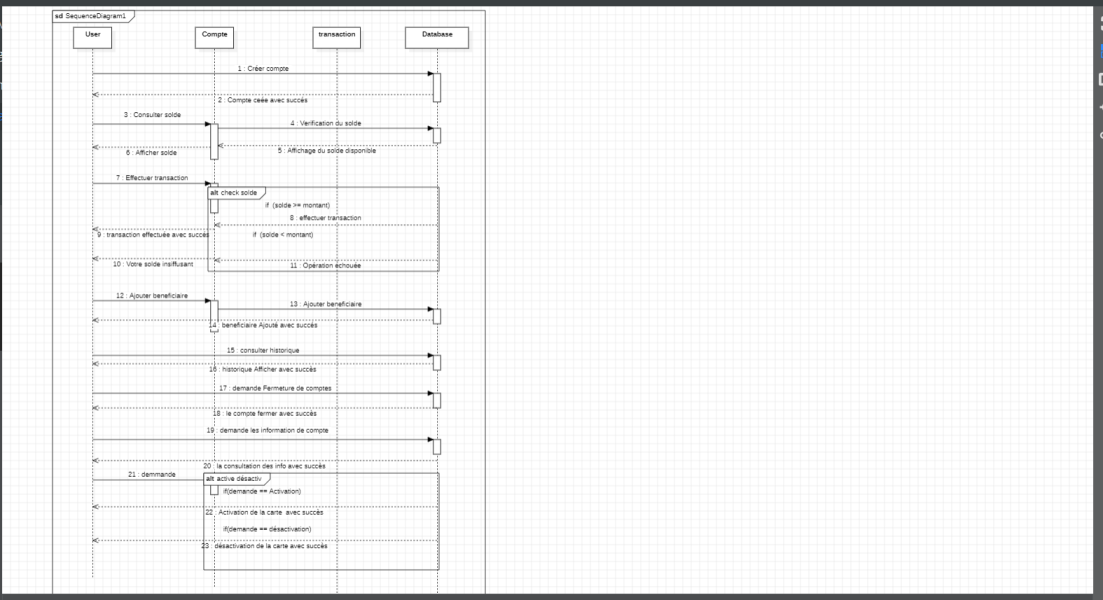 sd SequenceDiagram1
User
Compte
transaction
Database
1 : Créer compte
2 : Compte ceée avec succès
3 : Consulter solde
4 : Verification du solde
5 : Affichage du solde disponible
6 : Afficher solde
7 : Effectuer transaction
alt check solde
if (solde >= montant)
8 : effectuer transaction
9 : transaction effectuée avec succès
if (solde < montant)
10 : Votre solde insiffusant
11 : Opération échouée
12 : Ajouter beneficiaire
13 : Ajouter beneficiaire
14 : beneficiaire Ajouté avec succès
15 : consulter historique
16 : historique Afficher avec succès
17 : demande Fermeture de comptes
18 : le compte fermer avec succès
19 : demande les information de compte
20 : la consultation des info avec succès
21 : demmande
alt active désactiv
if(demande == Activation)
22 : Activation de la carte avec succès
if(demande == désactivation)
23 : désactivation de la carte avec succès